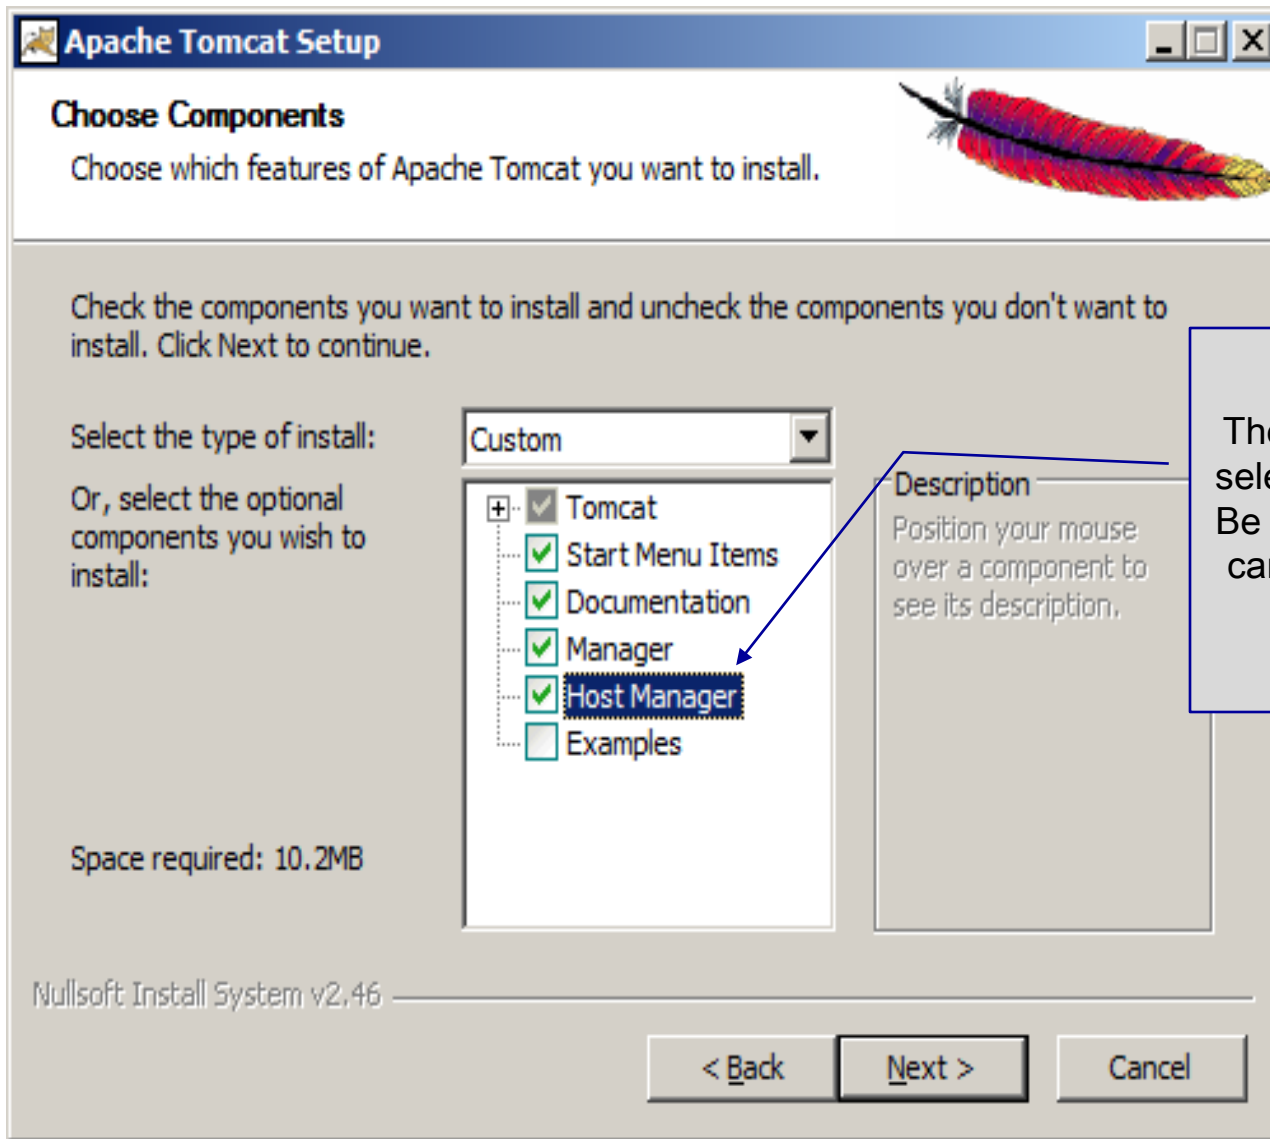 Apache Tomcat Setup
Choose Components
Choose which features of Apache Tomcat you want to install.
Check the components you want to install and uncheck the components you don't want to
install. Click Next to continue.
Select the type of install:
Custom
Or, select the optional
components you wish to
install:
Tomcat
Start Menu Items
Documentation
Manager
Host Manager
Examples
Description
Position your mouse
over a component to
see its description.
Be
Space required: 10.2MB
Nullsoft Install System v2.46
< Back
Next >
Cancel